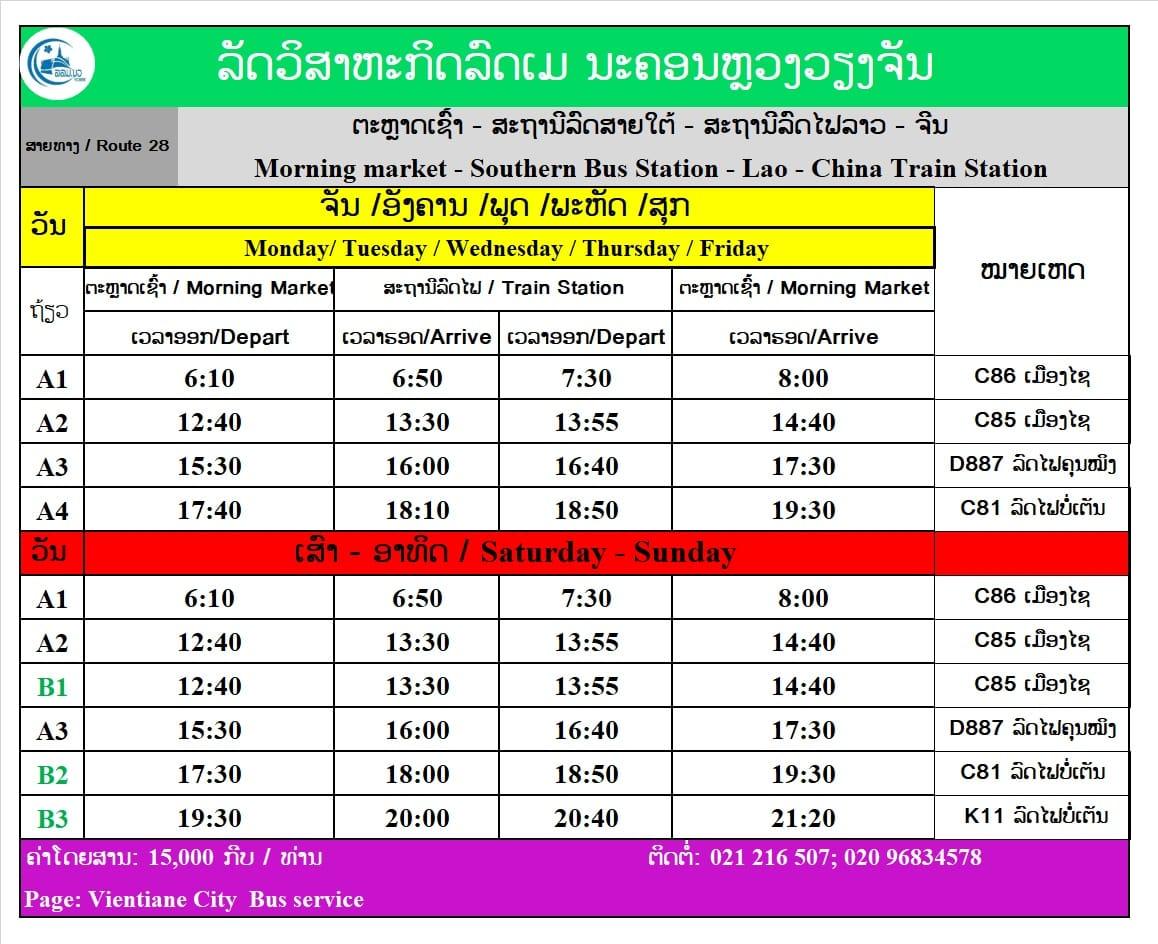 ລັດວິສາຫະກິດລົດເມ ນະຄອນຫຼວງວຽງຈັນ
ສາຍທາງ / Route 28
ຕະຫຼາດເຊົ້າ - ສະຖານີລົດສາຍໃຕ້ - ສະຖານີລົດໄຟລາວ - ຈີນ
Morning market - Southern Bus Station - Lao - China Train Station
ວັນ
ຈັນ /ອັງຄານ /ພຸດ /ພະຫັດ /ສຸກ
Monday/ Tuesday / Wednesday / Thursday / Friday
ໝາຍເຫດ
ຖ້ຽວ
ຕະຫຼາດເຊົ້າ / Morning Market ສະຖານີລົດໄຟ / Train Station ຕະຫຼາດເຊົ້າ / Morning Market
ເວລາອອກ/Depart ເວລາຮອດ/Arrive ເວລາອອກ/Depart ເວລາຮອດ/Arrive
A1 6:10 6:50 7:30 8:00 C86 ເມືອງໄຊ
A2 12:40 13:30 13:55 14:40 C85 ເມືອງໄຊ
A3 15:30 16:00 16:40 17:30 D887 ລົດໄຟຄຸນໝິງ
A4 17:40 18:10 18:50 19:30 C81 ລົດໄຟບໍ່ເຕັນ
ວັນ ເສົາ - ອາທິດ / Saturday - Sunday
A1 6:10 6:50 7:30 8:00 C86 ເມືອງໄຊ
A2 12:40 13:30 13:55 14:40 C85 ເມືອງໄຊ
B1 12:40 13:30 13:55 14:40 C85 ເມືອງໄຊ
A3 15:30 16:00 16:40 17:30 D887 ລົດໄຟຄຸນໝິງ
B2 17:30 18:00 18:50 19:30 C81 ລົດໄຟບໍ່ເຕັນ
B3 19:30 20:00 20:40 21:20 K11 ລົດໄຟບໍ່ເຕັນ
ຄ່າໂດຍສານ: 15,000 ກີບ / ທ່ານ ຕິດຕໍ່: 021 216 507; 020 96834578
Page: Vientiane City Bus service